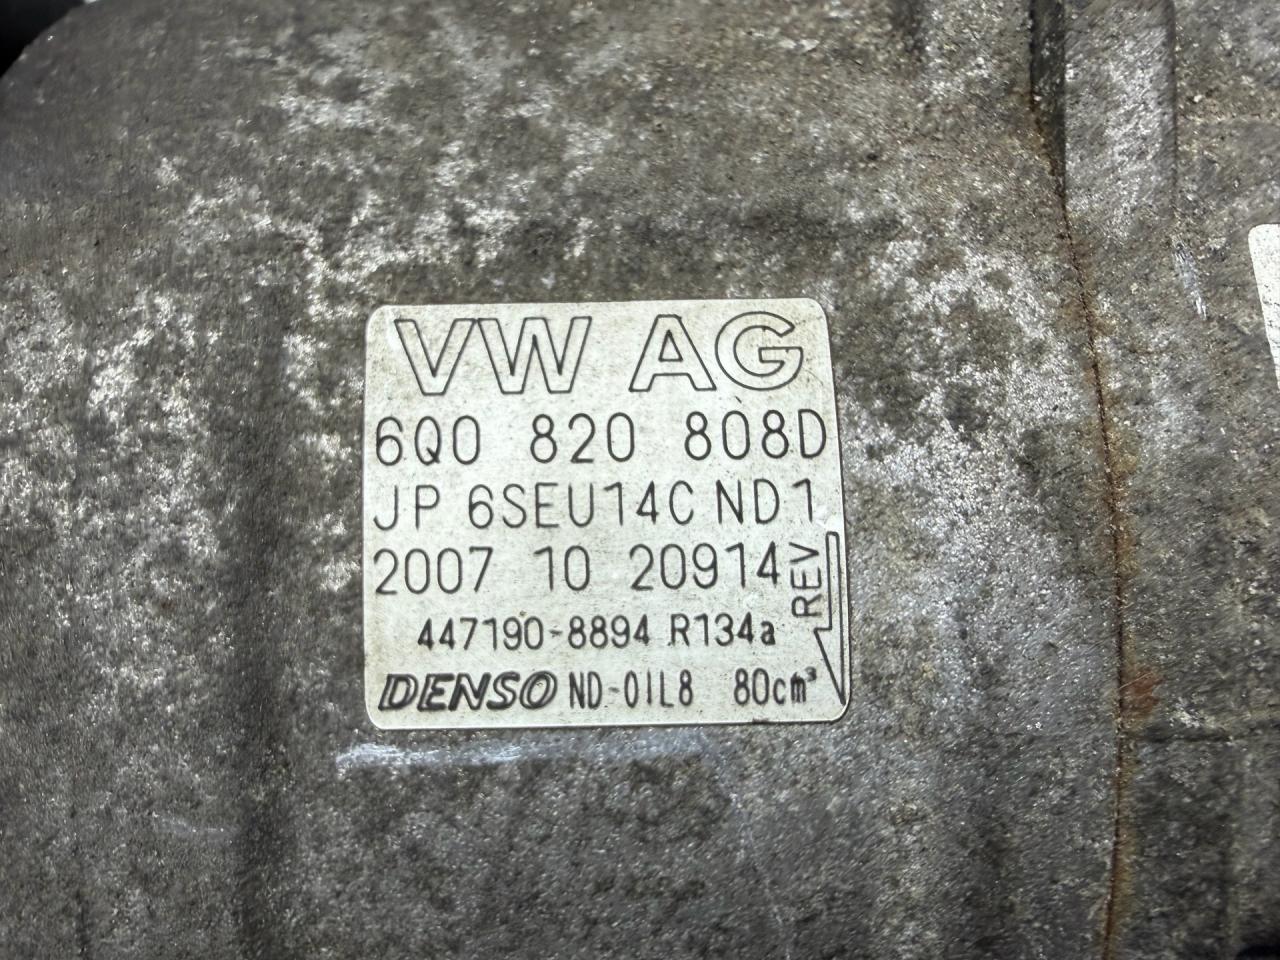 VW AG
6Q0 820 808D
JP 6SEU14C ND1
2007 10 20914
REV
447190-8894 R134a
DENSO ND-OIL8 80cm³